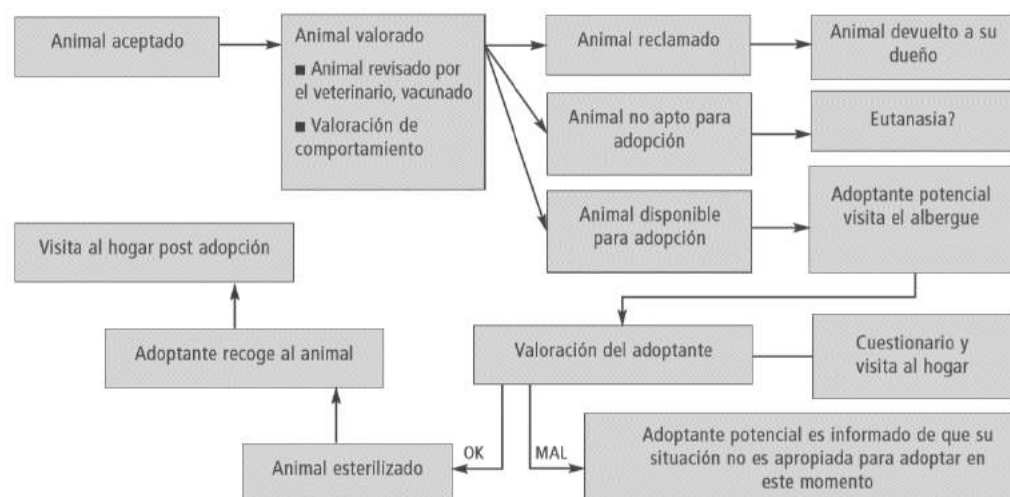 Animal aceptado
Animal valorado
■ Animal revisado por
el veterinario, vacunado
■ Valoración de
comportamiento
Animal reclamado
Animal devuelto a su
dueño
Animal no apto para
adopción
Eutanasia?
Animal disponible
para adopción
Adoptante potencial
visita el albergue
Valoración del adoptante
Cuestionario y
visita al hogar
OK
MAL
Adoptante potencial es informado de que su
situación no es apropiada para adoptar en
este momento
Animal esterilizado
Adoptante recoge al animal
Visita al hogar post adopción